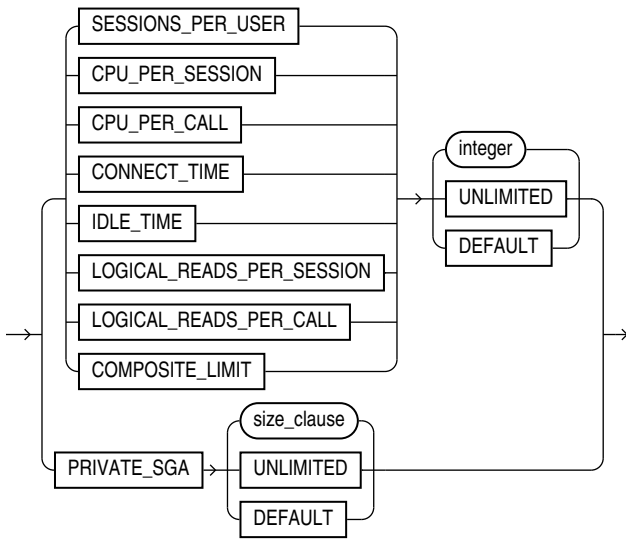 SESSIONS_PER_USER
CPU_PER_SESSION
CPU_PER_CALL
CONNECT_TIME
IDLE_TIME
LOGICAL_READS_PER_SESSION
LOGICAL_READS_PER_CALL
COMPOSITE_LIMIT
integer
UNLIMITED
DEFAULT
PRIVATE_SGA
size_clause
UNLIMITED
DEFAULT